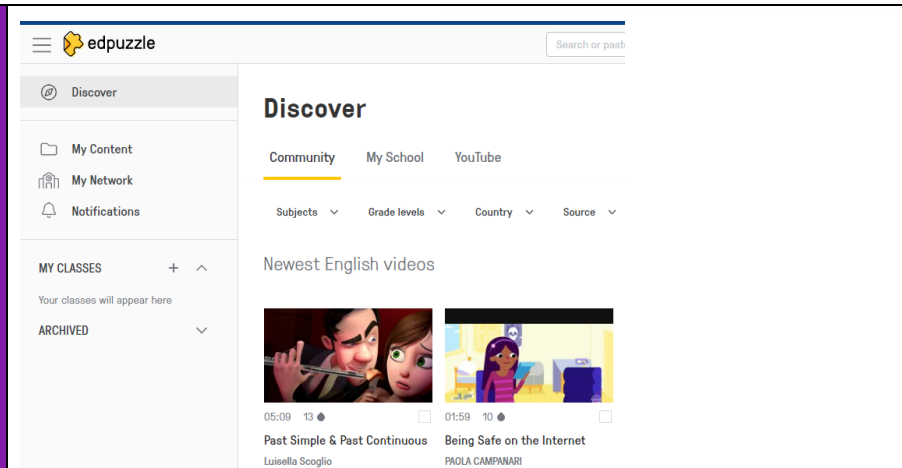 edpuzzle
Search or past
Discover
My Content
My Network
Notifications
MY CLASSES +
Your classes will appear here
ARCHIVED
Discover
Community My School YouTube
Subjects Grade levels Country Source
Newest English videos
05:09 13
Past Simple & Past Continuous
Luisella Scoglio
01:59 10
Being Safe on the Internet
PAOLA CAMPANARI